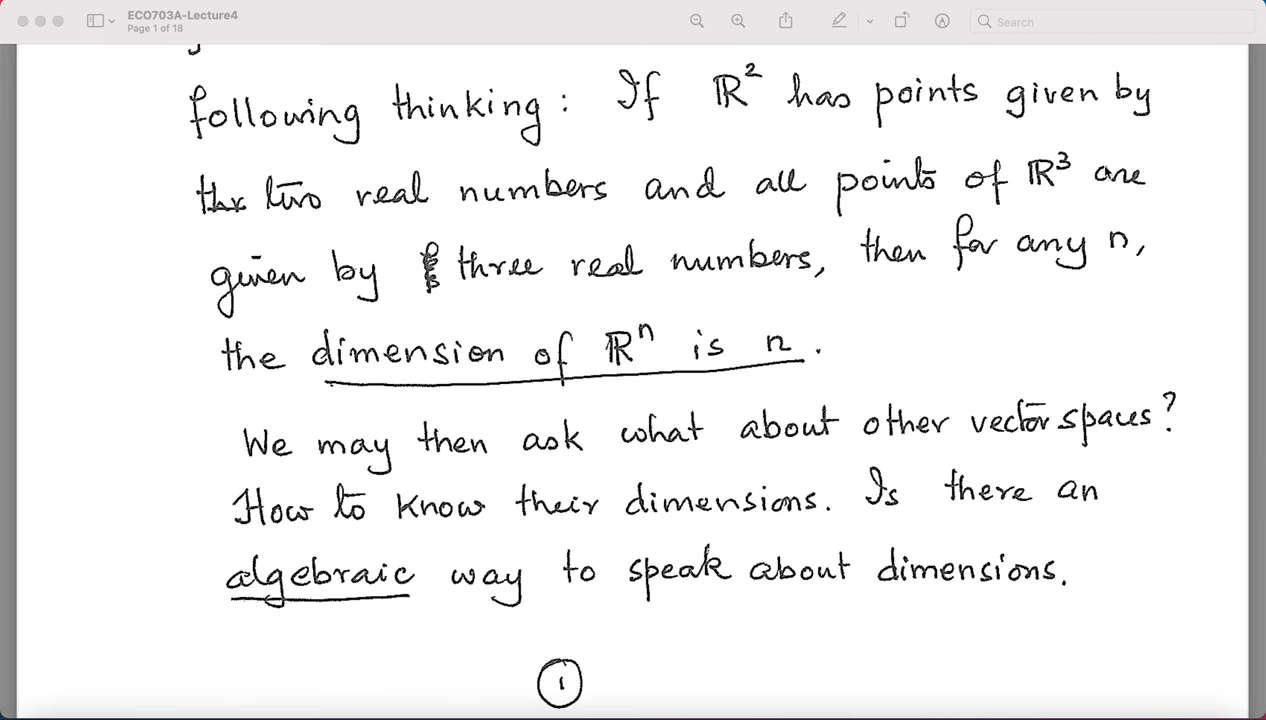 ECO703A-Lecture4
Page 1 of 18
Search
following thinking: If ℝ² has points given by
two real numbers and all points of ℝ³ are
given by three real numbers, then for any n,
the dimension of ℝⁿ is n.
We may then ask what about other vector spaces?
How to know their dimensions. Is there an
algebraic way to speak about dimensions.
1